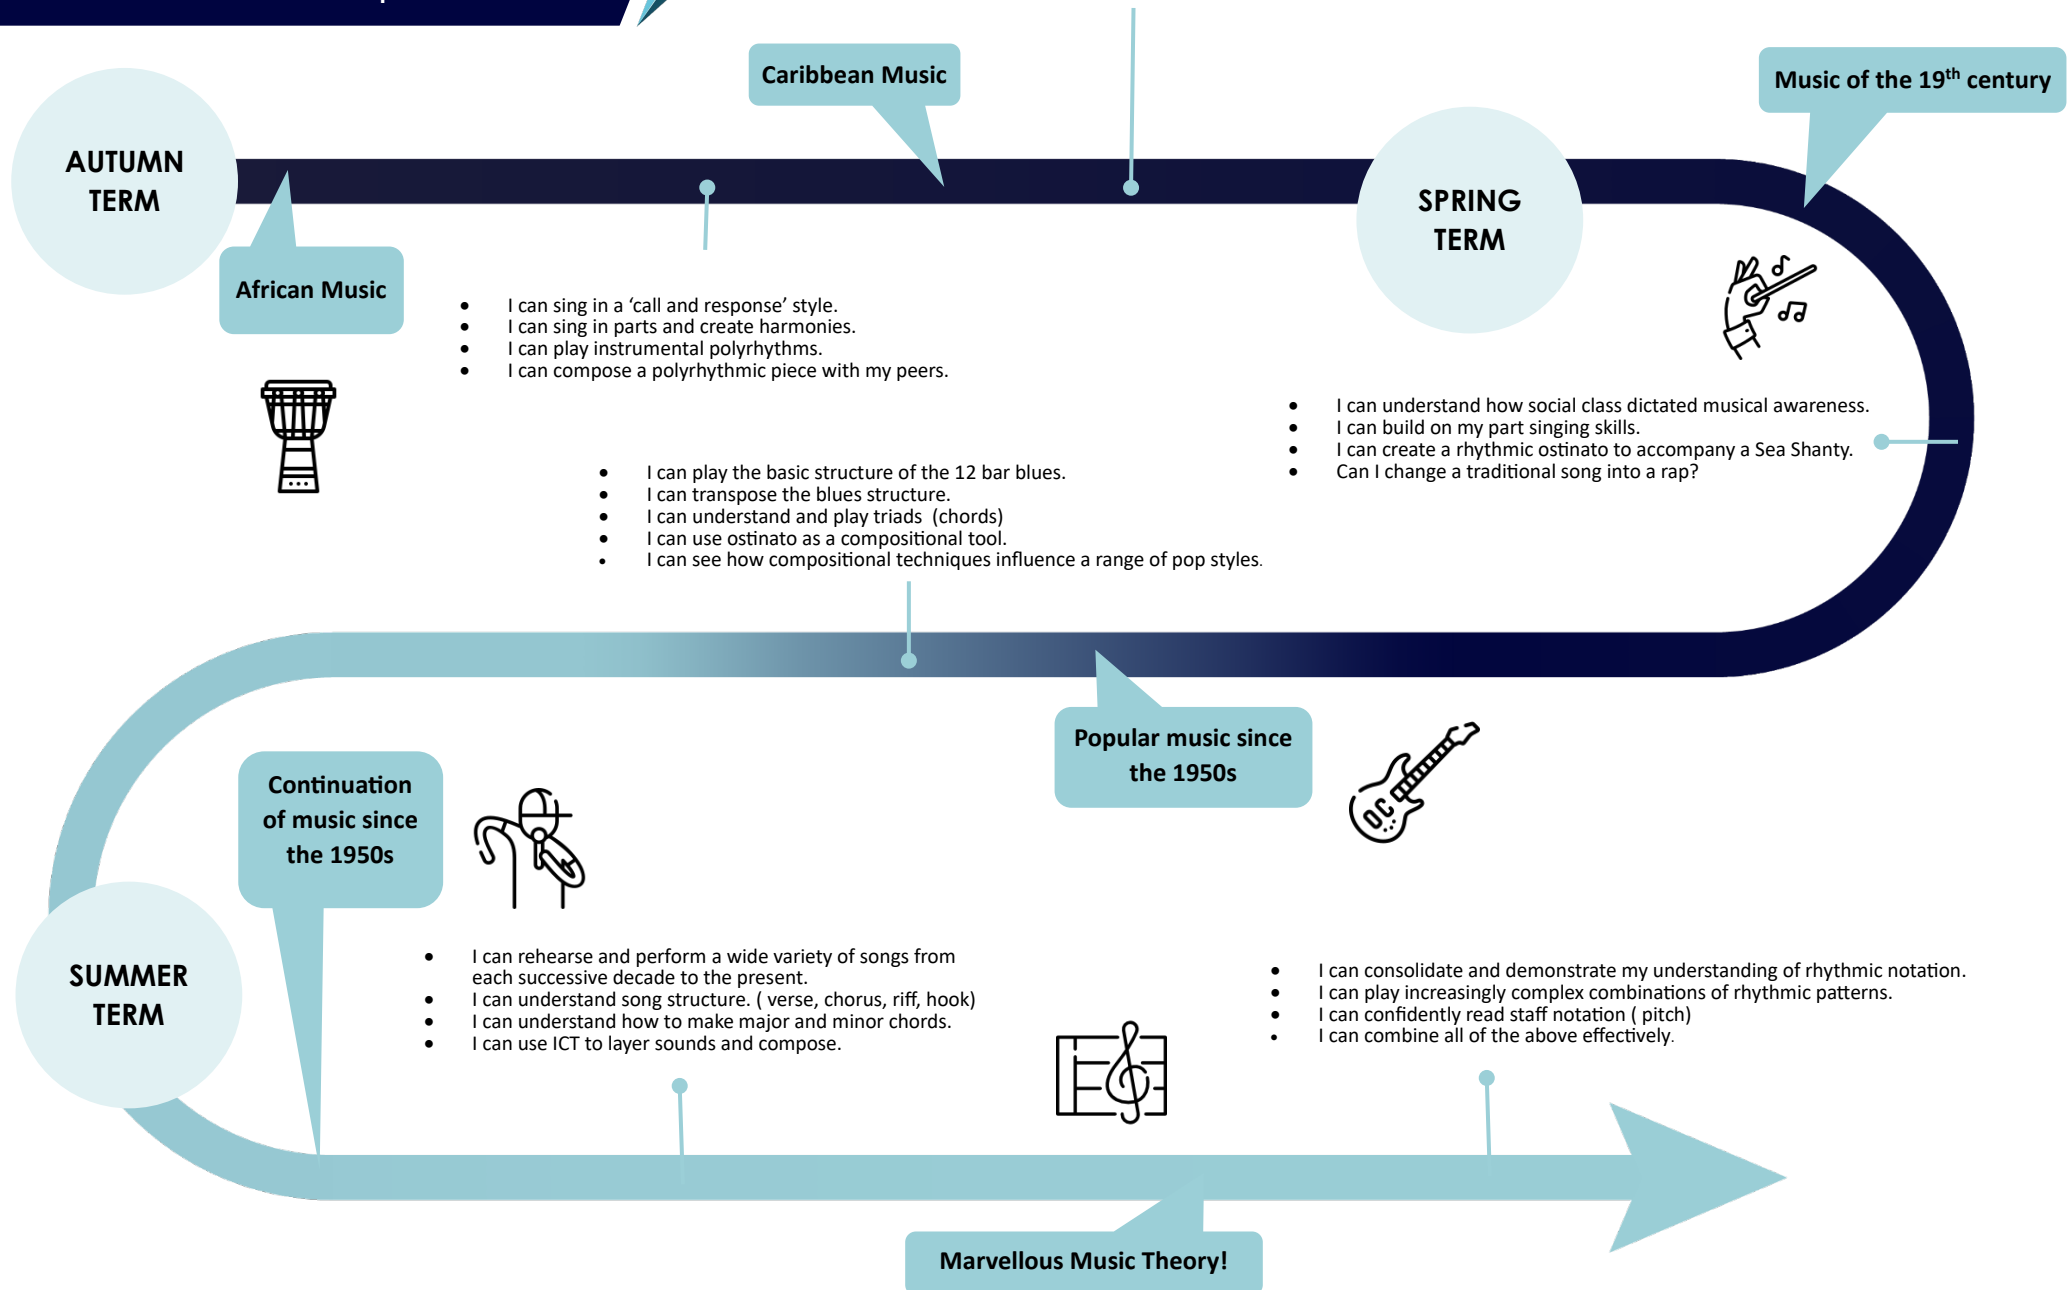 AUTUMN
TERM
African Music
Caribbean Music
• I can sing in a ‘call and response’ style.
• I can sing in parts and create harmonies.
• I can play instrumental polyrhythms.
• I can compose a polyrhythmic piece with my peers.
SPRING
TERM
Music of the 19th century
• I can understand how social class dictated musical awareness.
• I can build on my part singing skills.
• I can create a rhythmic ostinato to accompany a Sea Shanty.
• Can I change a traditional song into a rap?
• I can play the basic structure of the 12 bar blues.
• I can transpose the blues structure.
• I can understand and play triads (chords)
• I can use ostinato as a compositional tool.
• I can see how compositional techniques influence a range of pop styles.
Popular music since
the 1950s
OC
SUMMER
TERM
Continuation
of music since
the 1950s
• I can rehearse and perform a wide variety of songs from
each successive decade to the present.
• I can understand song structure. ( verse, chorus, riff, hook)
• I can understand how to make major and minor chords.
• I can use ICT to layer sounds and compose.
• I can consolidate and demonstrate my understanding of rhythmic notation.
• I can play increasingly complex combinations of rhythmic patterns.
• I can confidently read staff notation ( pitch)
• I can combine all of the above effectively.
Marvellous Music Theory!